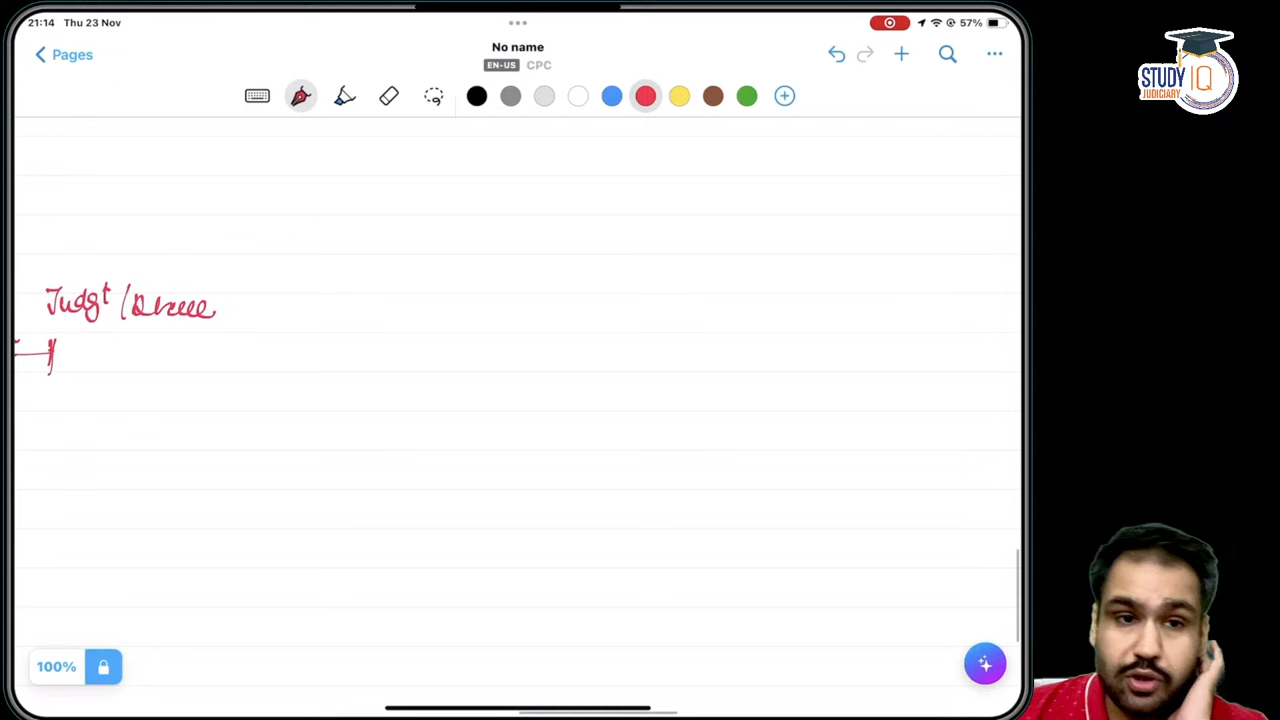 21:14 Thu 23 Nov 57%
Pages
No name
EN-US CPC
STUDY IQ
JUDICIARY
Judgt / Decree
100%